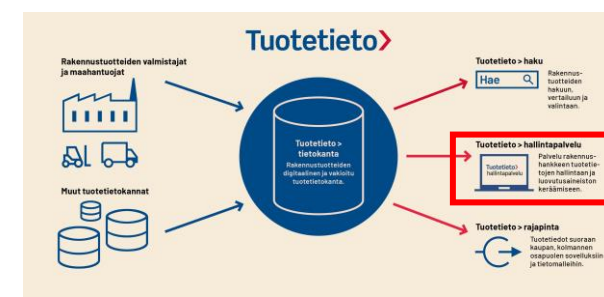 Tuotetieto>
Rakennustuotteiden valmistajat
ja maahantuojat
Muut tuotetietokannat
Tuotetieto >
tietokanta
Rakennustuotteiden
digitaalinen ja vakioitu
tuotetietokanta.
Tuotetieto > haku
Hae
Rakennus-
tuotteiden
hakuun,
vertailuun ja
valintaan.
Tuotetieto > hallintapalvelu
Tuotetieto>
hallintapalvelu
Palvelu rakennus-
hankkeen tuotetie-
tojen hallintaan ja
luovutusaineiston
keräämiseen.
Tuotetieto > rajapinta
Tuotetiedot suoraan
kaupan, kolmannen
osapuolen sovelluksiin
ja tietomalleihin.